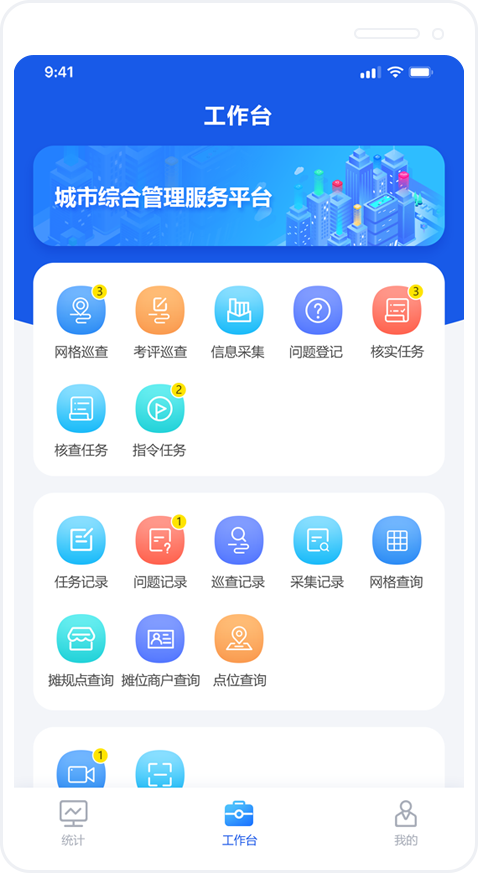 9:41
工作台
城市综合管理服务平台
3 3
网格巡查 考评巡查 信息采集 问题登记 核实任务
2
核查任务 指令任务
1
任务记录 问题记录 巡查记录 采集记录 网格查询
摊规点查询 摊位商户查询 点位查询
1
统计 工作台 我的